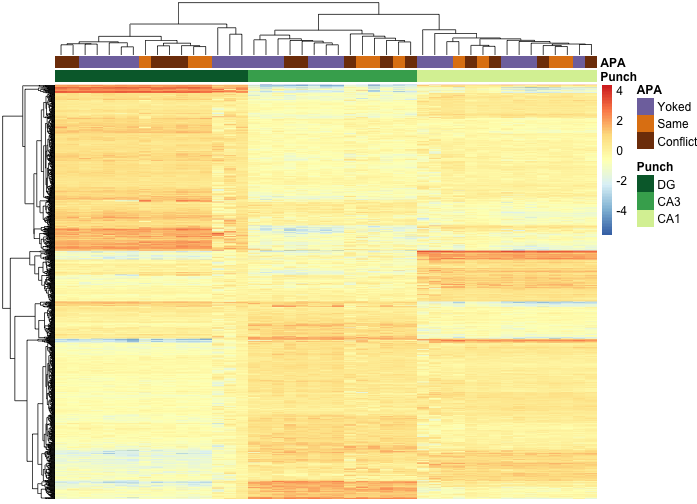 APA
Punch
4
2
0
-2
-4
APA
Yoked
Same
Conflict
Punch
DG
CA3
CA1